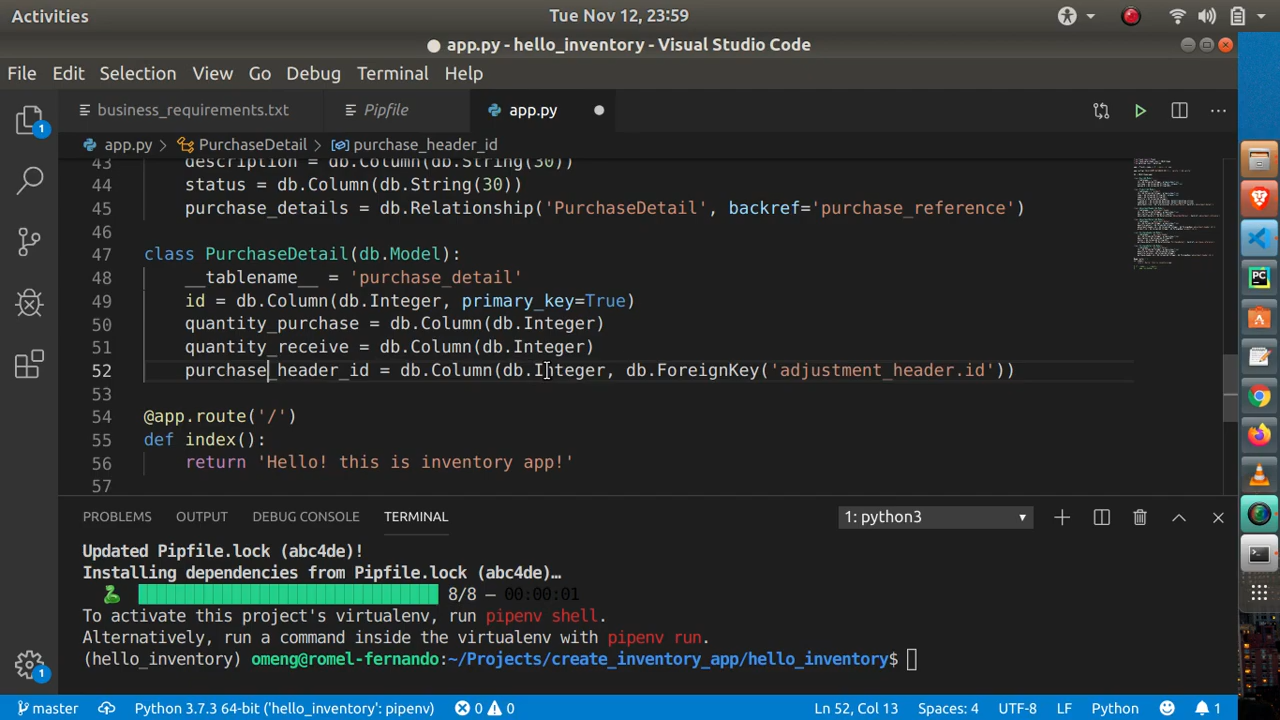 Activities
Tue Nov 12, 23:59
app.py - hello_inventory - Visual Studio Code
File Edit Selection View Go Debug Terminal Help
business_requirements.txt Pipfile app.py
app.py › PurchaseDetail › purchase_header_id
43 description = db.Column(db.String(30))
44 status = db.Column(db.String(30))
45 purchase_details = db.Relationship('PurchaseDetail', backref='purchase_reference')
46
47 class PurchaseDetail(db.Model):
48 __tablename__ = 'purchase_detail'
49 id = db.Column(db.Integer, primary_key=True)
50 quantity_purchase = db.Column(db.Integer)
51 quantity_receive = db.Column(db.Integer)
52 purchase_header_id = db.Column(db.Integer, db.ForeignKey('adjustment_header.id'))
53
54 @app.route('/')
55 def index():
56 return 'Hello! this is inventory app!'
57
PROBLEMS OUTPUT DEBUG CONSOLE TERMINAL 1: python3
Updated Pipfile.lock (abc4de)!
Installing dependencies from Pipfile.lock (abc4de)…
8/8 — 00:00:01
To activate this project's virtualenv, run pipenv shell.
Alternatively, run a command inside the virtualenv with pipenv run.
(hello_inventory) omeng@romel-fernando:~/Projects/create_inventory_app/hello_inventory$
master Python 3.7.3 64-bit ('hello_inventory': pipenv) 0 0 Ln 52, Col 13 Spaces: 4 UTF-8 LF Python 1